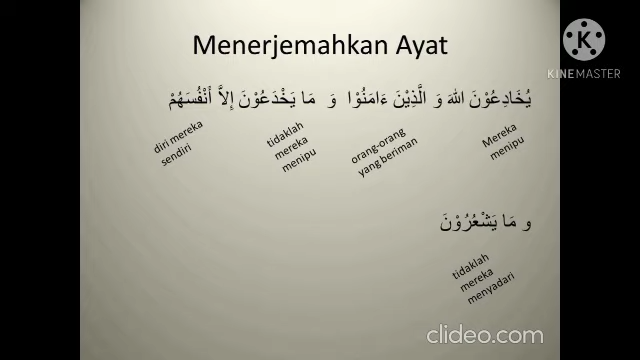 Menerjemahkan Ayat
KINEMASTER
يُخَادِعُوْنَ اللهَ وَ الَّذِيْنَ ءَامَنُوْا وَ مَا يَخْدَعُوْنَ إِلاَّ أَنْفُسَهُمْ
Mereka
menipu
orang-orang
yang beriman
tidaklah
mereka
menipu
diri mereka
sendiri
و مَا يَشْعُرُوْنَ
tidaklah
mereka
menyadari
clideo.com